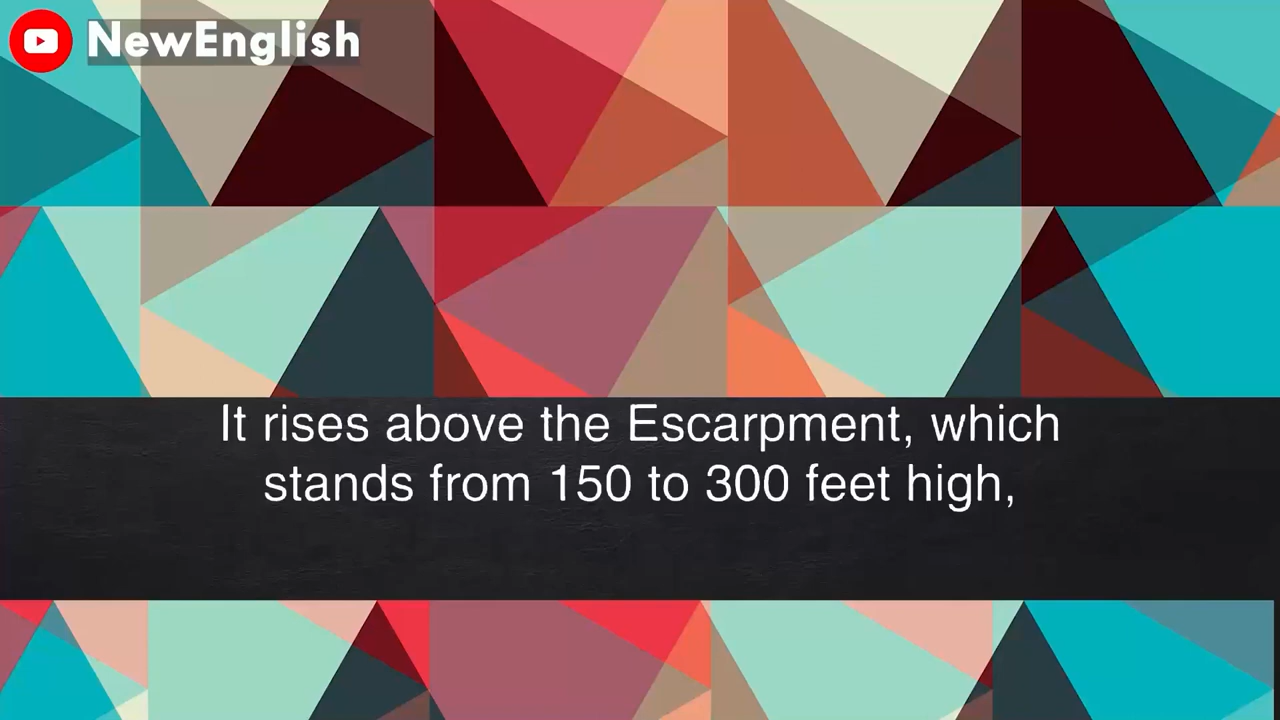 NewEnglish
It rises above the Escarpment, which
stands from 150 to 300 feet high,